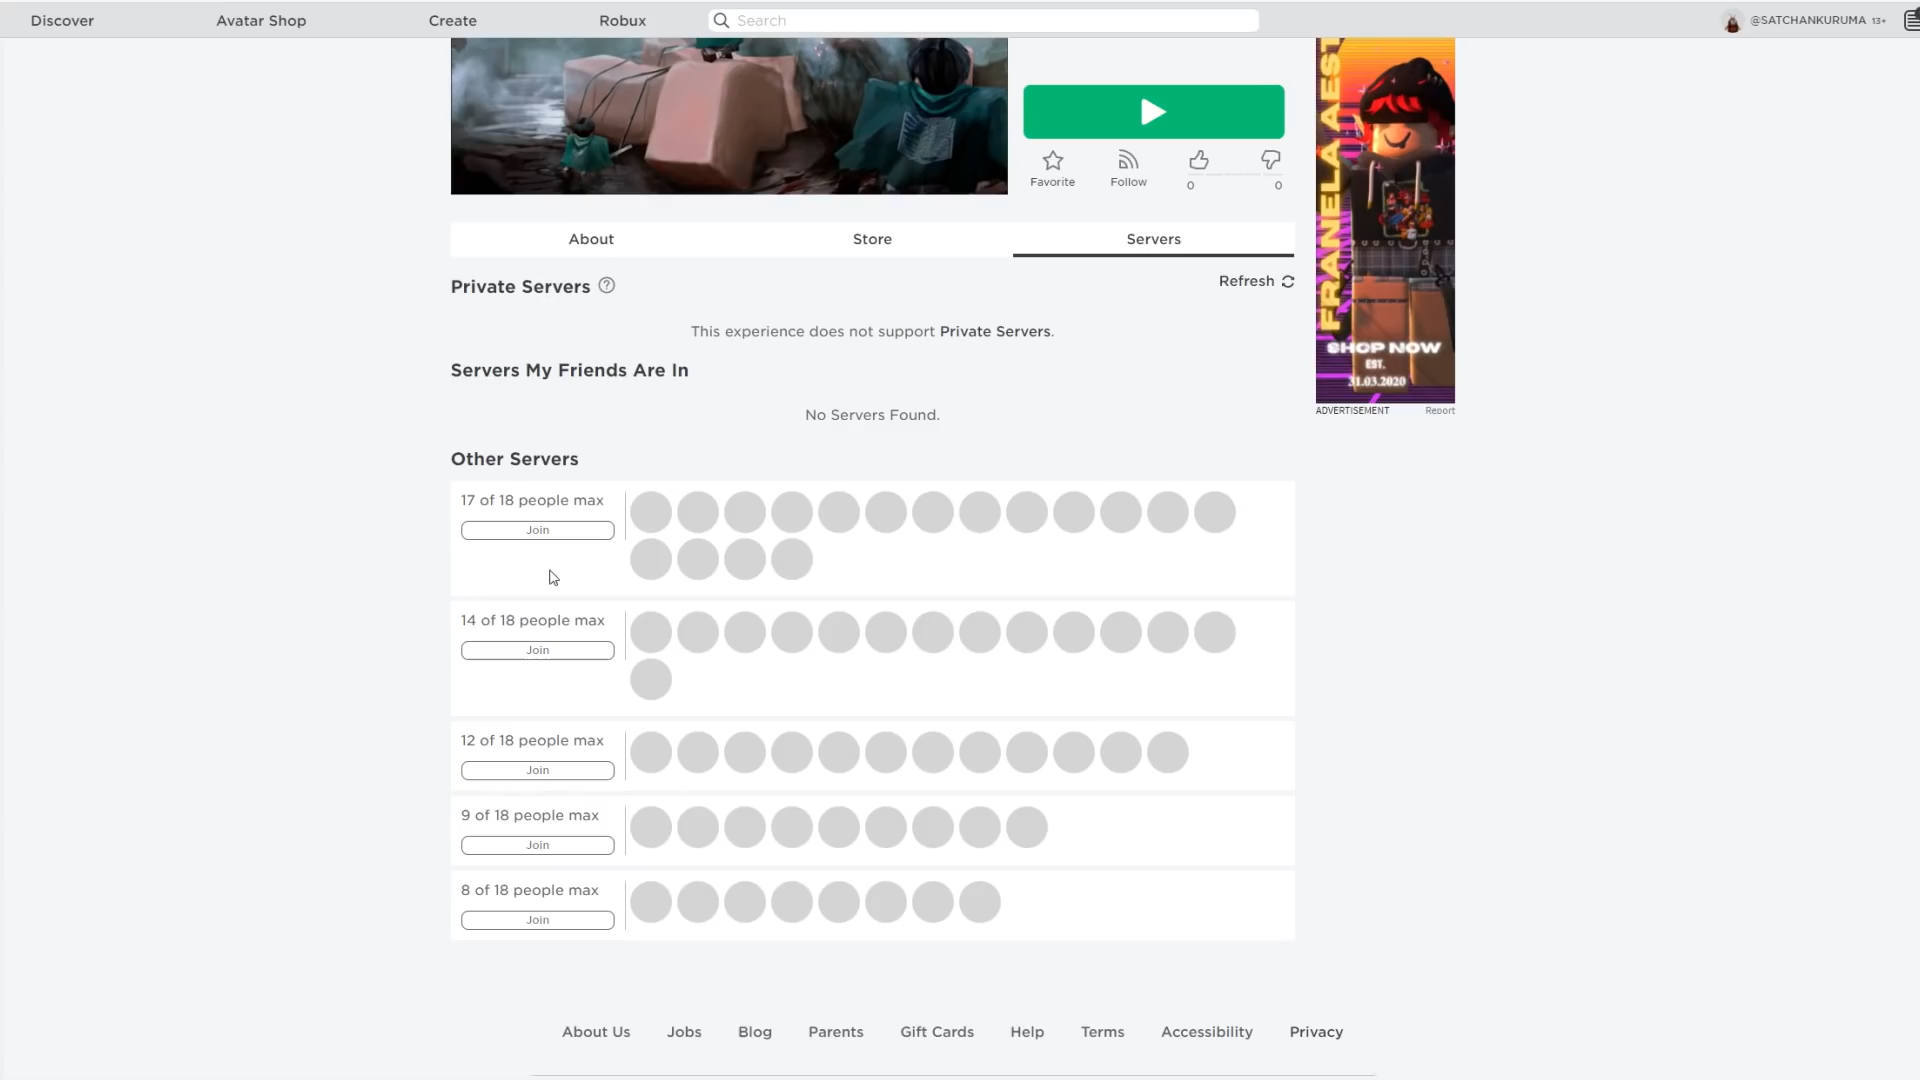 Discover Avatar Shop Create Robux Search @SATCHANKURUMA 13+
FRANELA AEST
Favorite Follow 0 0
About Store Servers
Private Servers
Refresh
This experience does not support Private Servers.
SHOP NOW
EST.
31.03.2020
ADVERTISEMENT Report
Servers My Friends Are In
No Servers Found.
Other Servers
17 of 18 people max
Join
14 of 18 people max
Join
12 of 18 people max
Join
9 of 18 people max
Join
8 of 18 people max
Join
About Us Jobs Blog Parents Gift Cards Help Terms Accessibility Privacy